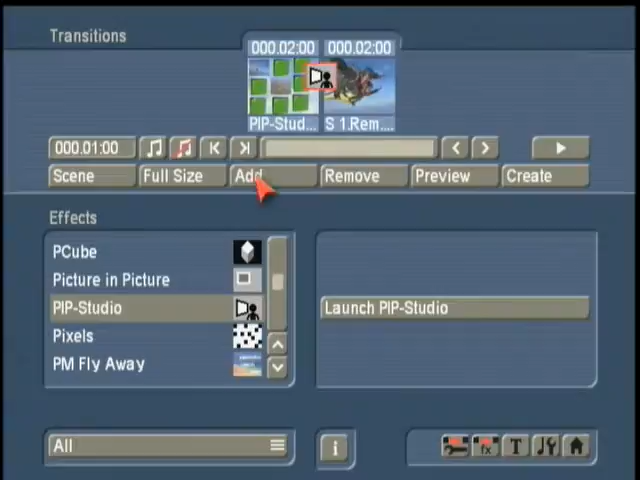 Transitions
000.02:00 000.02:00
PIP-Stud... S 1.Rem....
000.01:00
Scene Full Size Add Remove Preview Create
Effects
PCube
Picture in Picture
PIP-Studio Launch PIP-Studio
Pixels
PM Fly Away
All i fx T